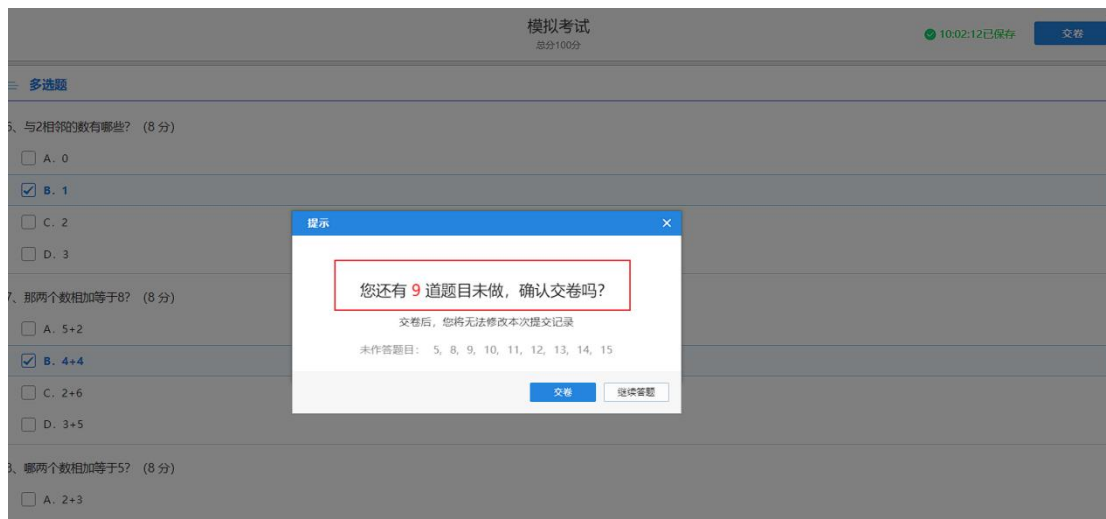 模拟考试
总分100分
10:02:12已保存
交卷
多选题
、与2相邻的数有哪些? (8 分)
A. 0
B. 1
C. 2
D. 3
、那两个数相加等于8? (8 分)
A. 5+2
B. 4+4
C. 2+6
D. 3+5
、哪两个数相加等于5? (8 分)
A. 2+3
提示
您还有 9 道题目未做，确认交卷吗?
交卷后，您将无法修改本次提交记录
未作答题目: 5, 8, 9, 10, 11, 12, 13, 14, 15
交卷
继续答题